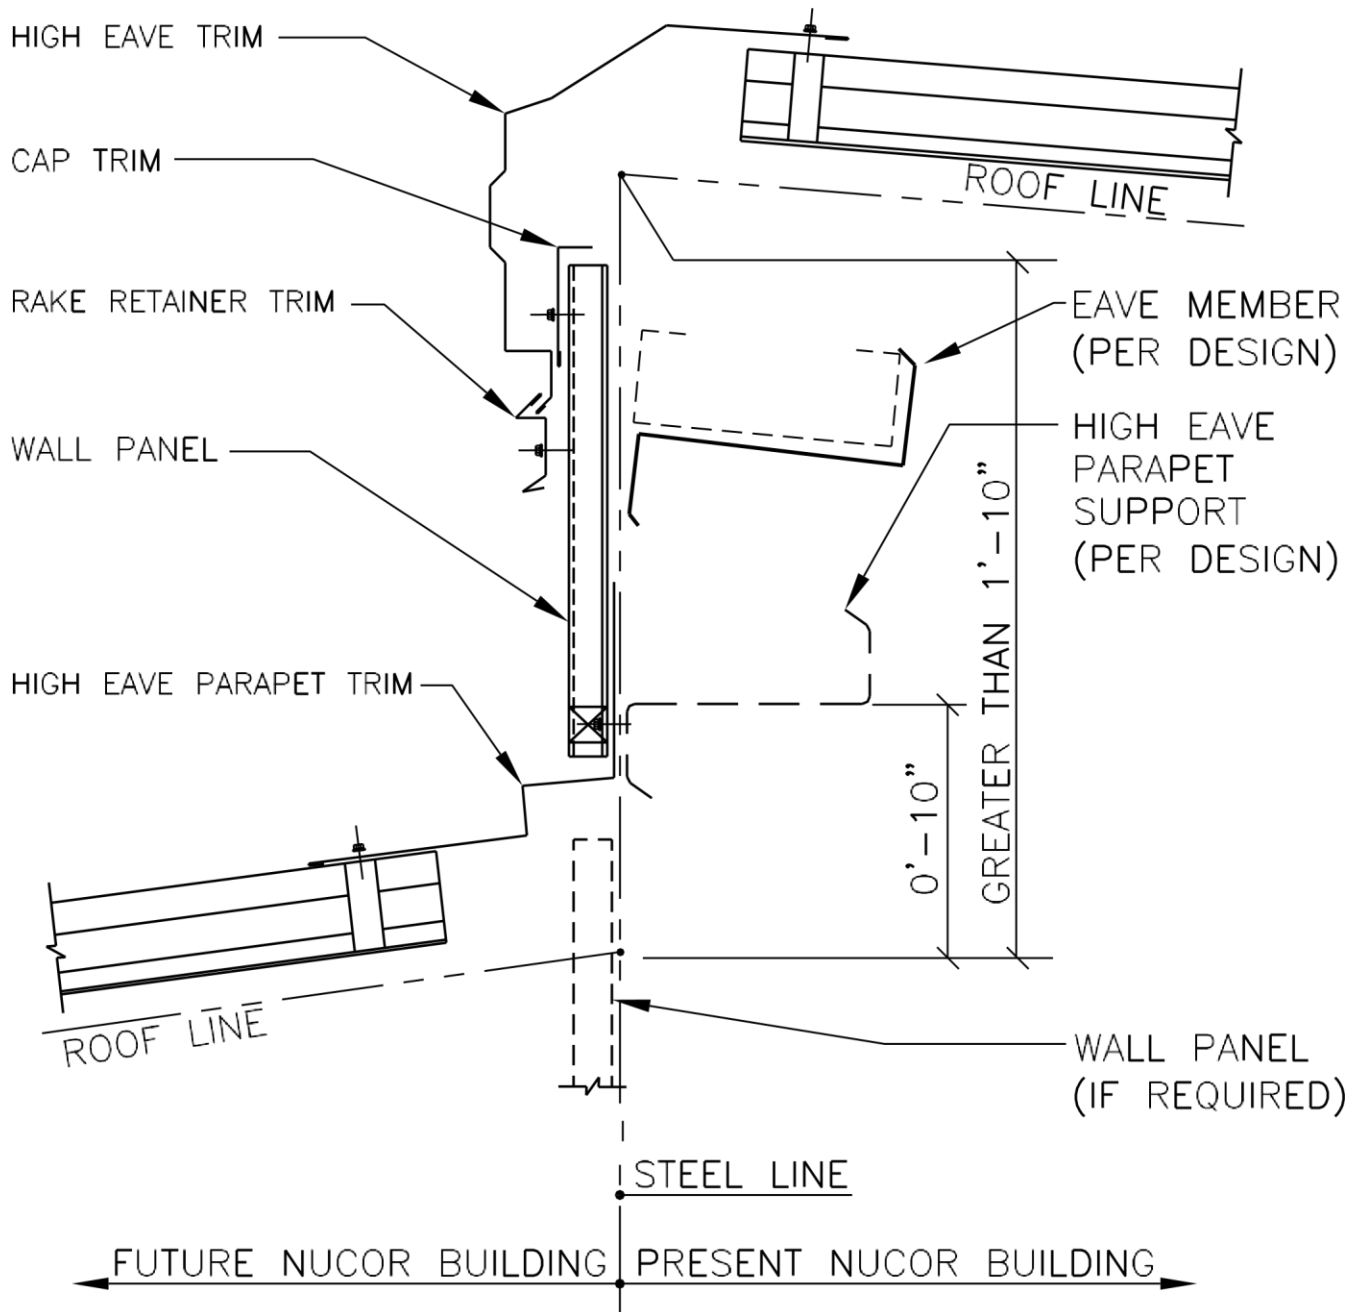 HIGH EAVE TRIM
CAP TRIM
ROOF LINE
RAKE RETAINER TRIM
EAVE MEMBER
(PER DESIGN)
HIGH EAVE
PARAPET
SUPPORT
(PER DESIGN)
WALL PANEL
GREATER THAN 1'-10"
HIGH EAVE PARAPET TRIM
0'-10"
ROOF LINE
WALL PANEL
(IF REQUIRED)
STEEL LINE
FUTURE NUCOR BUILDING
PRESENT NUCOR BUILDING